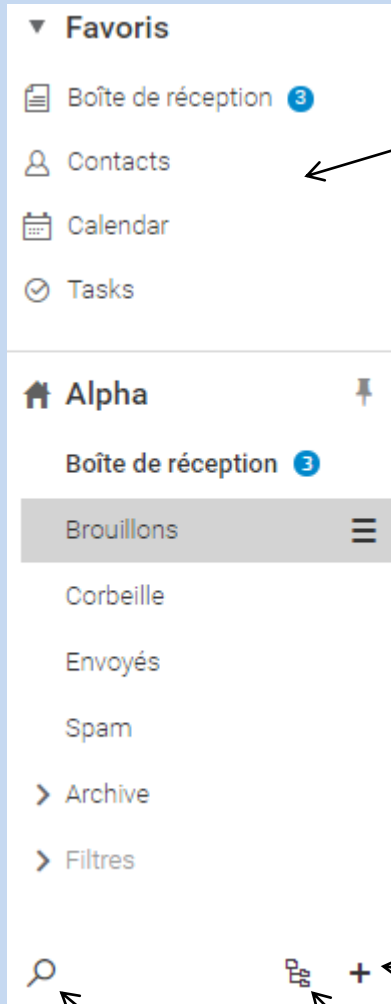 Favoris
Boîte de réception 3
Contacts
Calendar
Tasks
Alpha
Boîte de réception 3
Brouillons
Corbeille
Envoyés
Spam
Archive
Filtres